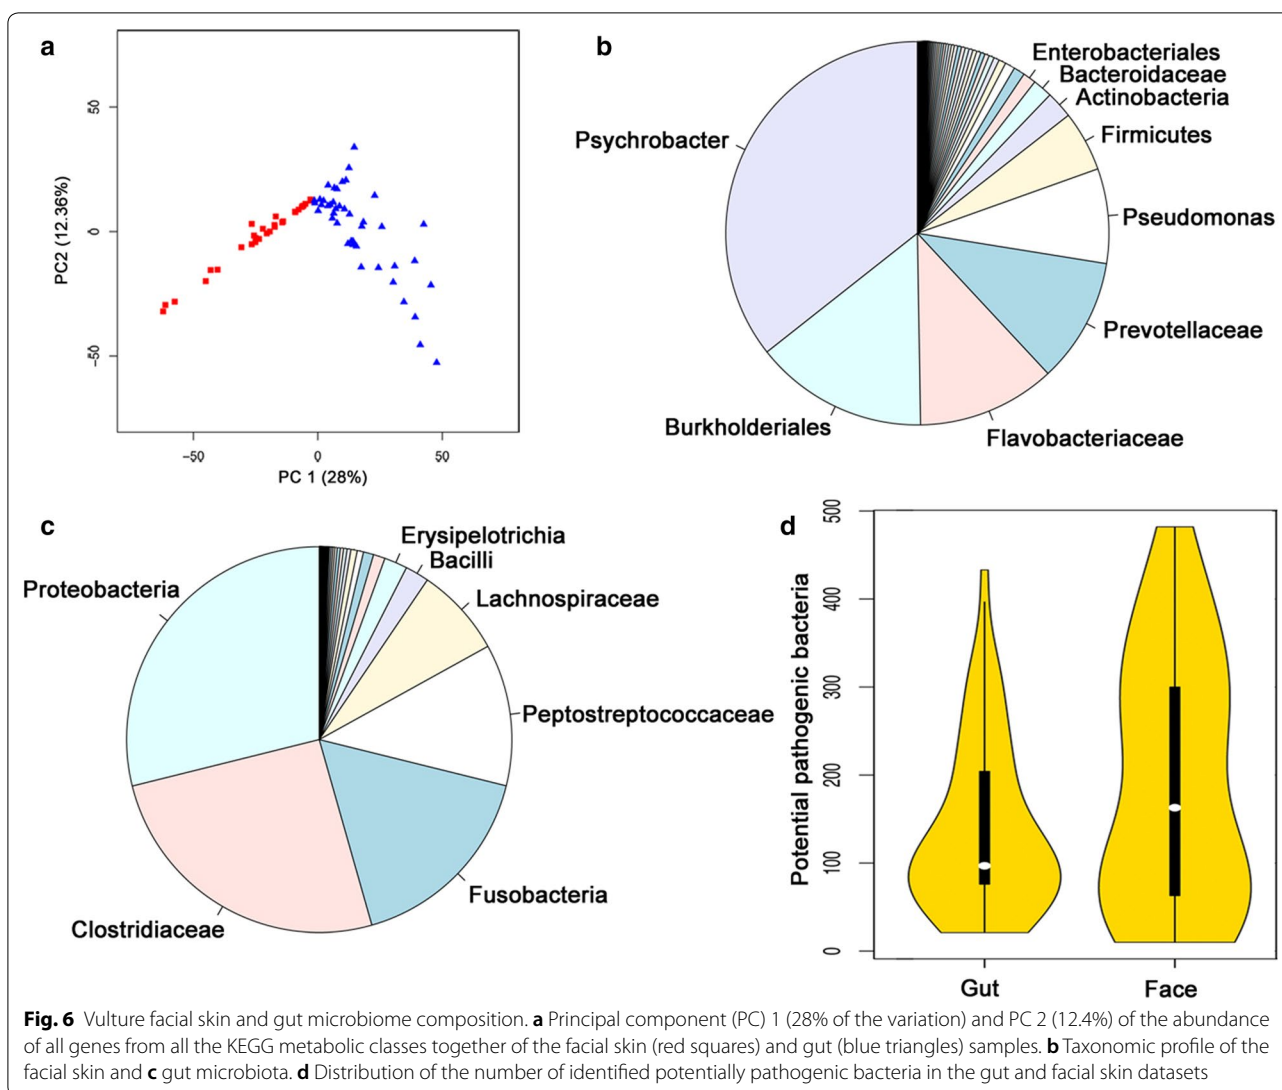 a
50
0
−50
PC2 (12.36%)
−50
0
50
PC 1 (28%)
b
Enterobacteriales
Bacteroidaceae
Actinobacteria
Firmicutes
Psychrobacter
Pseudomonas
Prevotellaceae
Burkholderiales
Flavobacteriaceae
c
Erysipelotrichia
Bacilli
Proteobacteria
Lachnospiraceae
Peptostreptococcaceae
Fusobacteria
Clostridiaceae
d
500
400
300
200
100
0
Potential pathogenic bacteria
Gut
Face
Fig. 6 Vulture facial skin and gut microbiome composition. a Principal component (PC) 1 (28% of the variation) and PC 2 (12.4%) of the abundance
of all genes from all the KEGG metabolic classes together of the facial skin (red squares) and gut (blue triangles) samples. b Taxonomic profile of the
facial skin and c gut microbiota. d Distribution of the number of identified potentially pathogenic bacteria in the gut and facial skin datasets